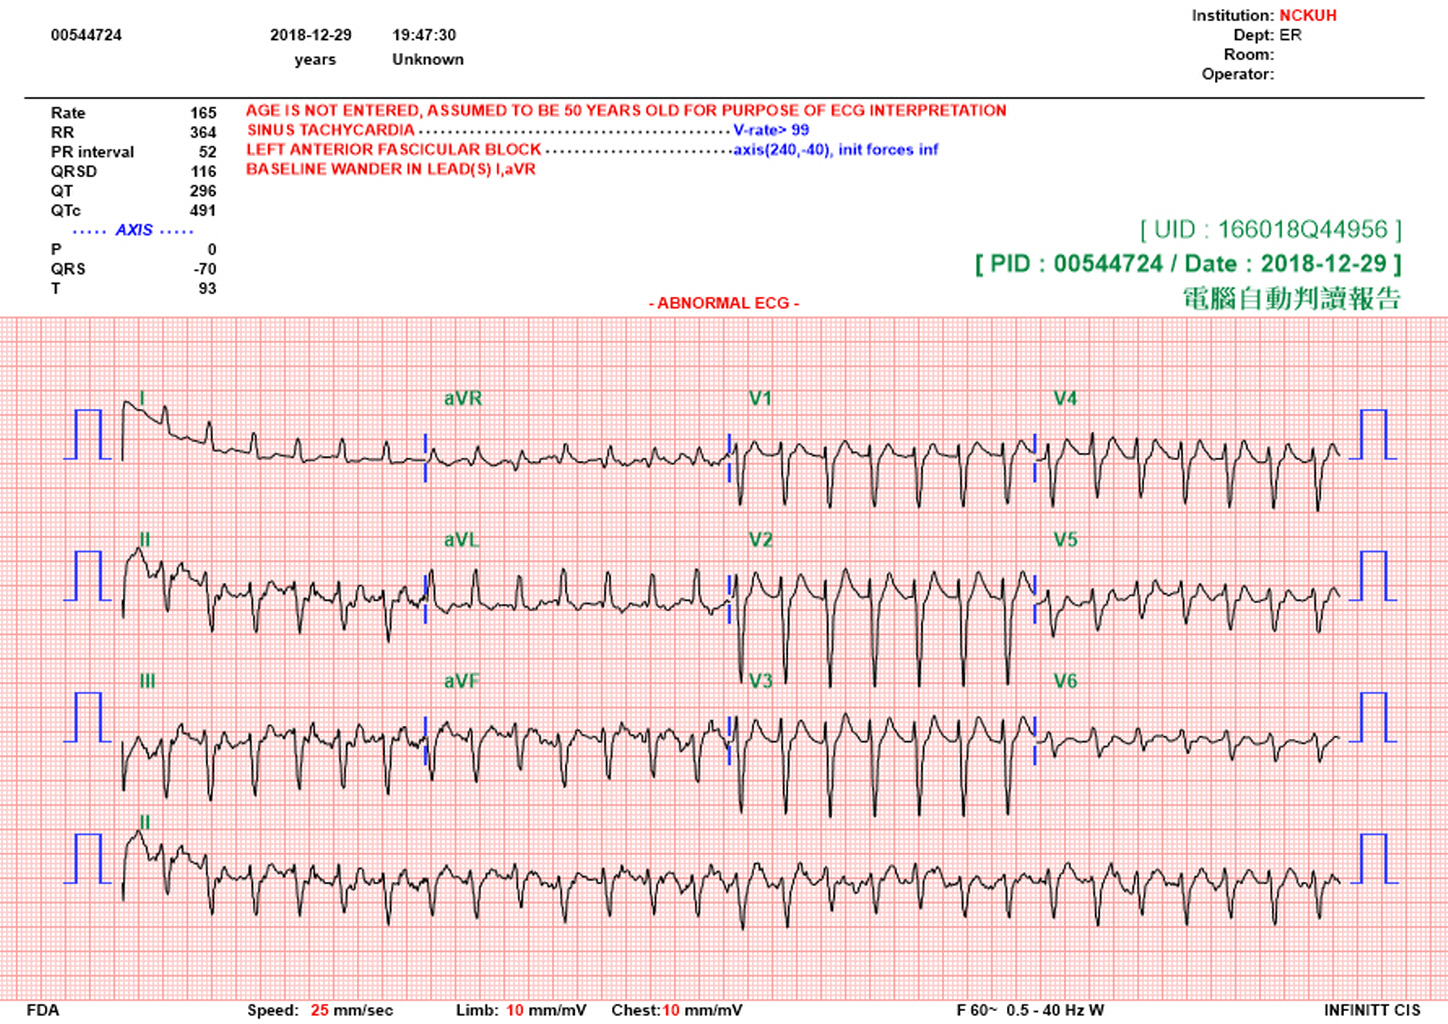 Institution: NCKUH
00544724 2018-12-29 19:47:30 Dept: ER
years Unknown Room:
Operator:
Rate 165 AGE IS NOT ENTERED, ASSUMED TO BE 50 YEARS OLD FOR PURPOSE OF ECG INTERPRETATION
RR 364 SINUS TACHYCARDIA ....................................... V-rate> 99
PR interval 52 LEFT ANTERIOR FASCICULAR BLOCK ....................... axis(240,-40), init forces inf
QRSD 116 BASELINE WANDER IN LEAD(S) I,aVR
QT 296
QTc 491
..... AXIS .....
P 0
QRS -70
T 93
[ UID : 166018Q44956 ]
[ PID : 00544724 / Date : 2018-12-29 ]
電腦自動判讀報告
- ABNORMAL ECG -
I aVR V1 V4
II aVL V2 V5
III aVF V3 V6
II
FDA Speed: 25 mm/sec Limb: 10 mm/mV Chest:10 mm/mV F 60~ 0.5 - 40 Hz W INFINITT CIS